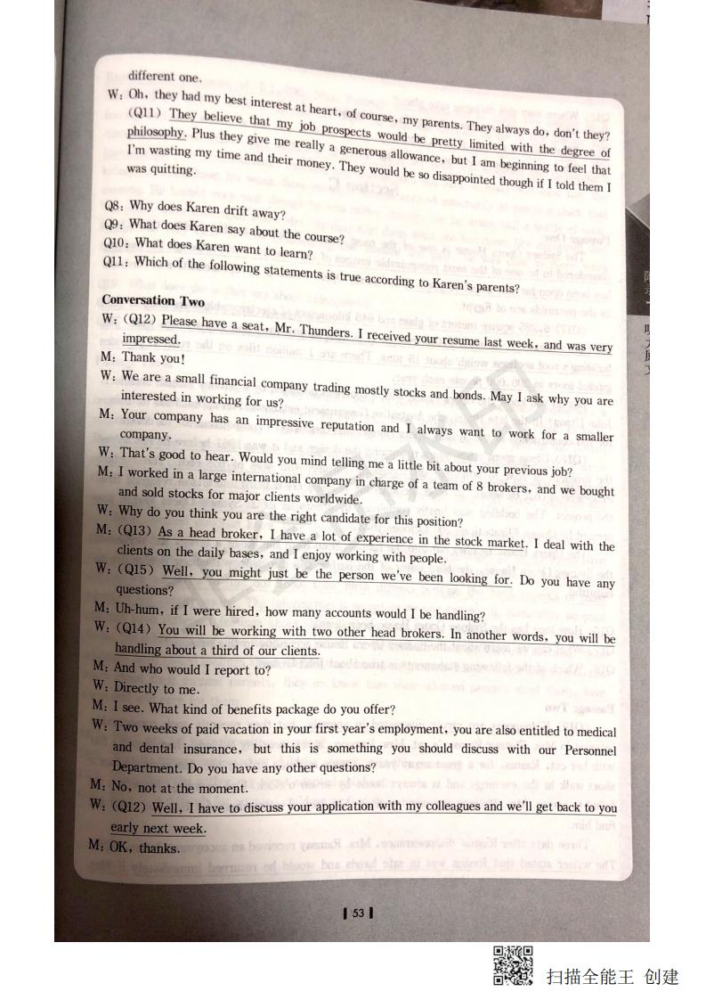 different one.
W: Oh, they had my best interest at heart, of course, my parents. They always do, don't they?
(Q11) They believe that my job prospects would be pretty limited with the degree of
philosophy. Plus they give me really a generous allowance, but I am beginning to feel that
I'm wasting my time and their money. They would be so disappointed though if I told them I
was quitting.
Q8: Why does Karen drift away?
Q9: What does Karen say about the course?
Q10: What does Karen want to learn?
Q11: Which of the following statements is true according to Karen's parents?
Conversation Two
W: (Q12) Please have a seat, Mr. Thunders. I received your resume last week, and was very
impressed.
M: Thank you!
W: We are a small financial company trading mostly stocks and bonds. May I ask why you are
interested in working for us?
M: Your company has an impressive reputation and I always want to work for a smaller
company.
W: That's good to hear. Would you mind telling me a little bit about your previous job?
M: I worked in a large international company in charge of a team of 8 brokers, and we bought
and sold stocks for major clients worldwide.
W: Why do you think you are the right candidate for this position?
M: (Q13) As a head broker, I have a lot of experience in the stock market. I deal with the
clients on the daily bases, and I enjoy working with people.
W: (Q15) Well, you might just be the person we've been looking for. Do you have any
questions?
M: Uh-hum, if I were hired, how many accounts would I be handling?
W: (Q14) You will be working with two other head brokers. In another words, you will be
handling about a third of our clients.
M: And who would I report to?
W: Directly to me.
M: I see. What kind of benefits package do you offer?
W: Two weeks of paid vacation in your first year's employment, you are also entitled to medical
and dental insurance, but this is something you should discuss with our Personnel
Department. Do you have any other questions?
M: No, not at the moment.
W: (Q12) Well, I have to discuss your application with my colleagues and we'll get back to you
early next week.
M: OK, thanks.
53
扫描全能王 创建